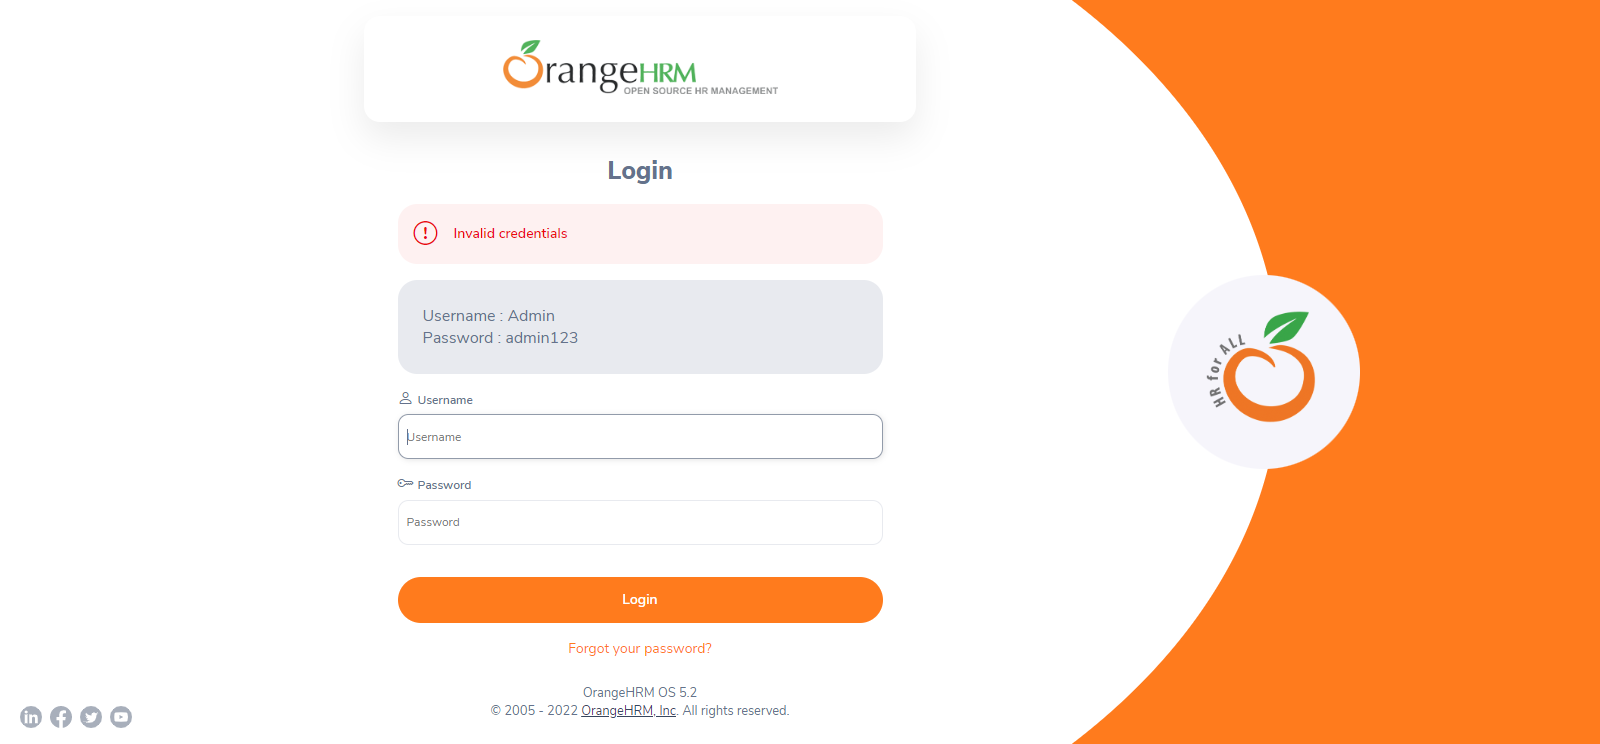 OrangeHRM
OPEN SOURCE HR MANAGEMENT
Login
Invalid credentials
Username : Admin
Password : admin123
Username
Username
Password
Password
Login
Forgot your password?
OrangeHRM OS 5.2
© 2005 - 2022 OrangeHRM, Inc. All rights reserved.
HR for ALL